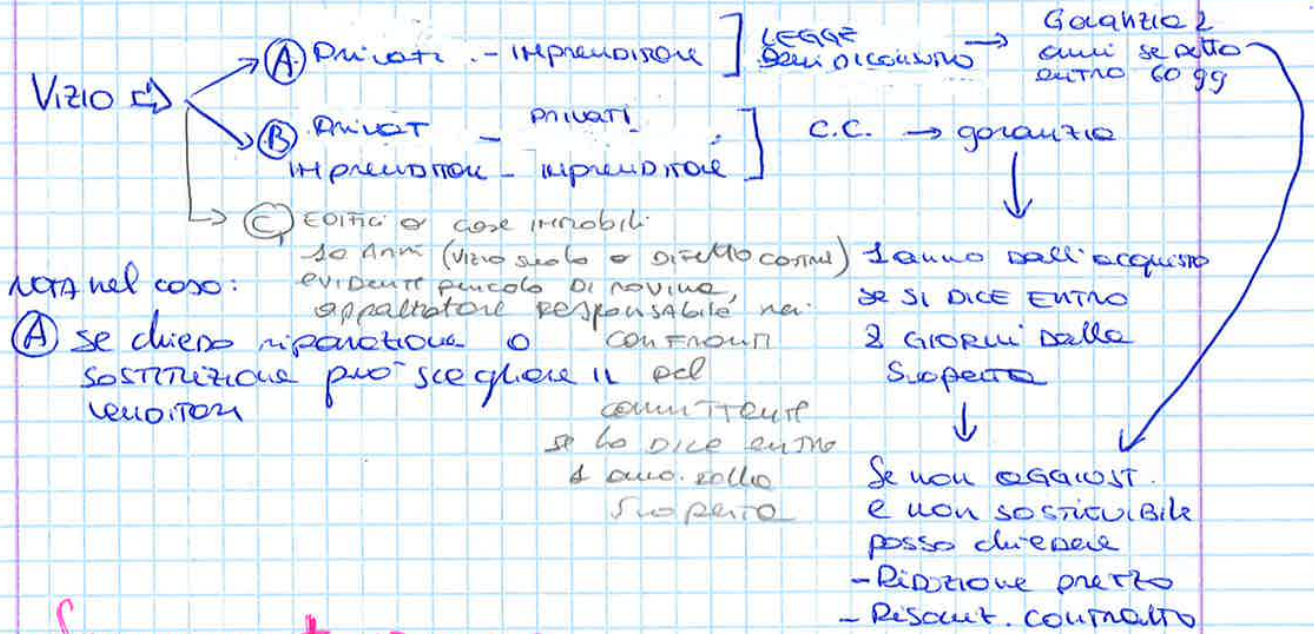 Vizio ⇨
Ⓐ Privati - IMPrenDITORE ] LEGGE Beni DI CONSUMO → Garanzia 2
anni se detto
entro 60 gg
Ⓑ Privat - Privati
IMprenDITORE - ImprenDITORE ] C.C. → garanzia
↓
1 anno Dall'acquisto
se SI DICE ENTRO
8 GIORNI Dalla
Scoperta
↓
Se non AGGIUST.
e non SOSTITUIBILE
posso chiedere
- RIDuzione prezzo
- Risarcit. contratto
Ⓒ EDIFICI o cose immobili
10 Anni (Vizio suolo o DIFETTO costruz)
evidente pericolo DI rovina,
appaltatore RESPONSABILE nei
confronti
del
committente
se lo DICE entro
1 anno dalla
Scoperta
NOTA nel caso:
Ⓐ se chiedo riparazione o
SOSTITUZIONE può scegliere il
venditore